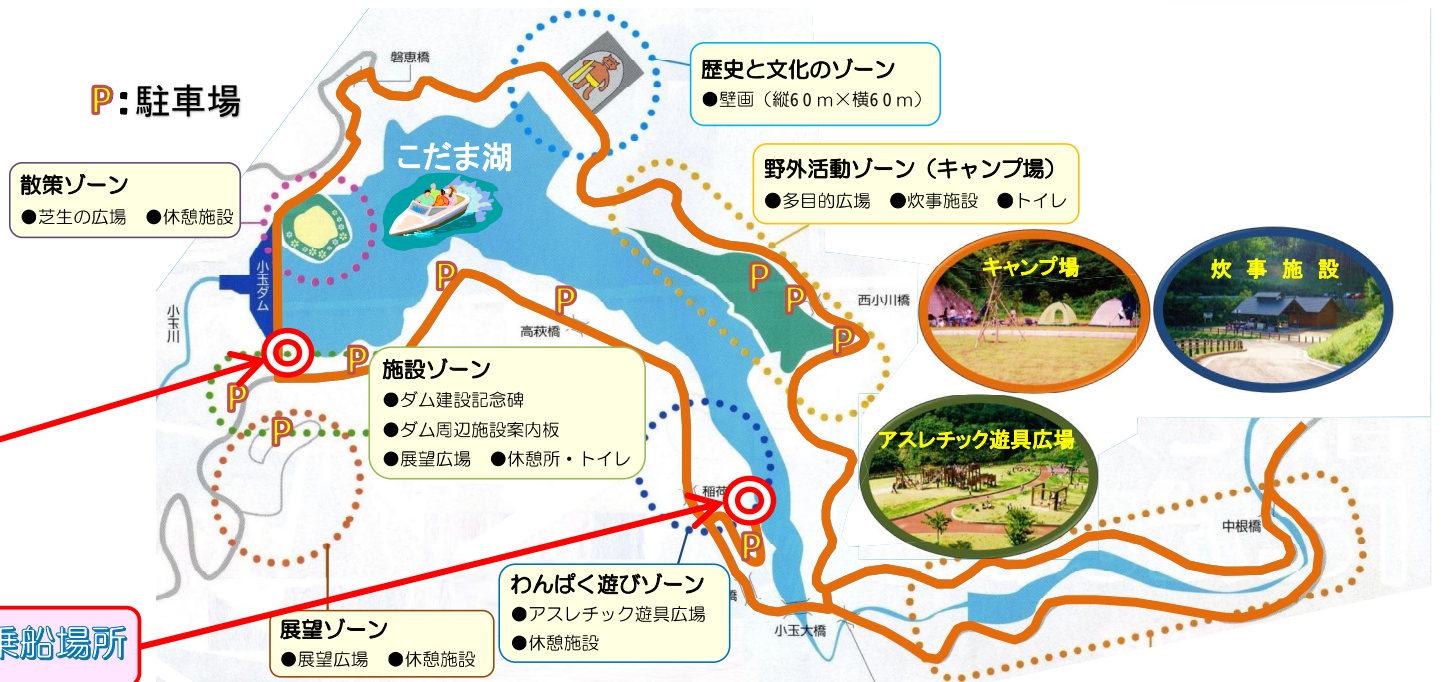 磐恵橋
P:駐車場
歴史と文化のゾーン
●壁画（縦60m×横60m）
こだま湖
散策ゾーン
●芝生の広場 ●休憩施設
野外活動ゾーン（キャンプ場）
●多目的広場 ●炊事施設 ●トイレ
小玉ダム
小玉川
P
P
高萩橋
P
P
P
西小川橋
キャンプ場
炊事施設
P
P
P
施設ゾーン
●ダム建設記念碑
●ダム周辺施設案内板
●展望広場 ●休憩所・トイレ
アスレチック遊具広場
稲荷
P
中根橋
わんぱく遊びゾーン
●アスレチック遊具広場
●休憩施設
橋
小玉大橋
乗船場所
展望ゾーン
●展望広場 ●休憩施設